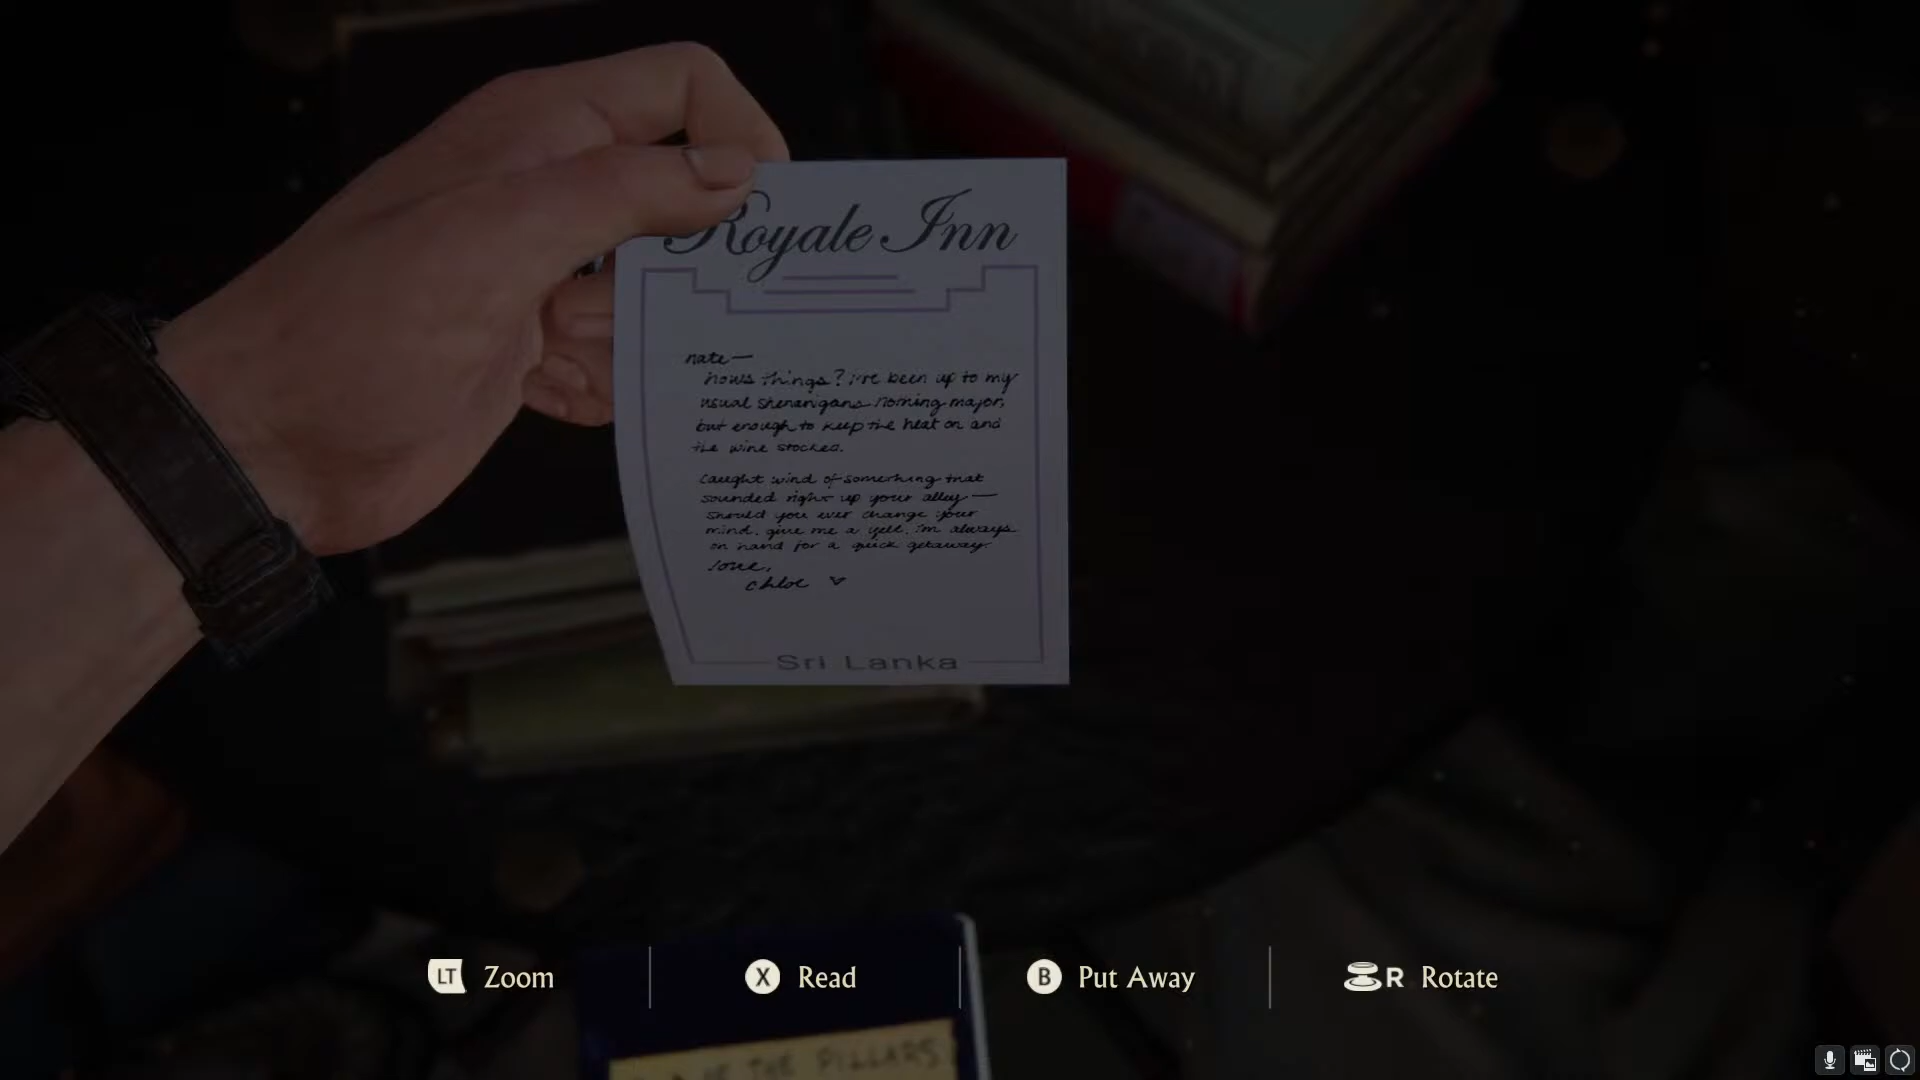 Royale Inn
nate—
hows things? i've been up to my
usual shenanigans. nothing major,
but enough to keep the heat on and
the wine stocked.
Caught wind of something that
sounded right up your alley—
should you ever change your
mind, give me a yell. i'm always
on hand for a quick getaway.
love,
chloe
Sri Lanka
LT Zoom
X Read
B Put Away
R Rotate
OF THE PILLARS